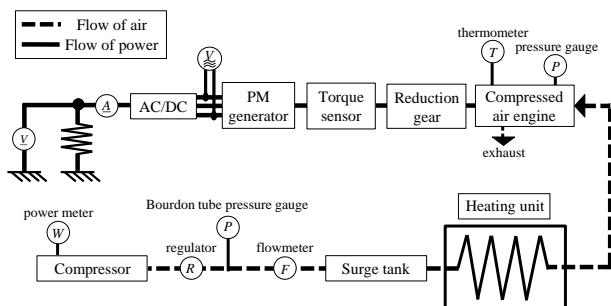 Flow of air
Flow of power
thermometer
pressure gauge
V
T
P
A
AC/DC
PM
generator
Torque
sensor
Reduction
gear
Compressed
air engine
V
exhaust
power meter
Bourdon tube pressure gauge
Heating unit
W
P
regulator
flowmeter
Compressor
R
F
Surge tank